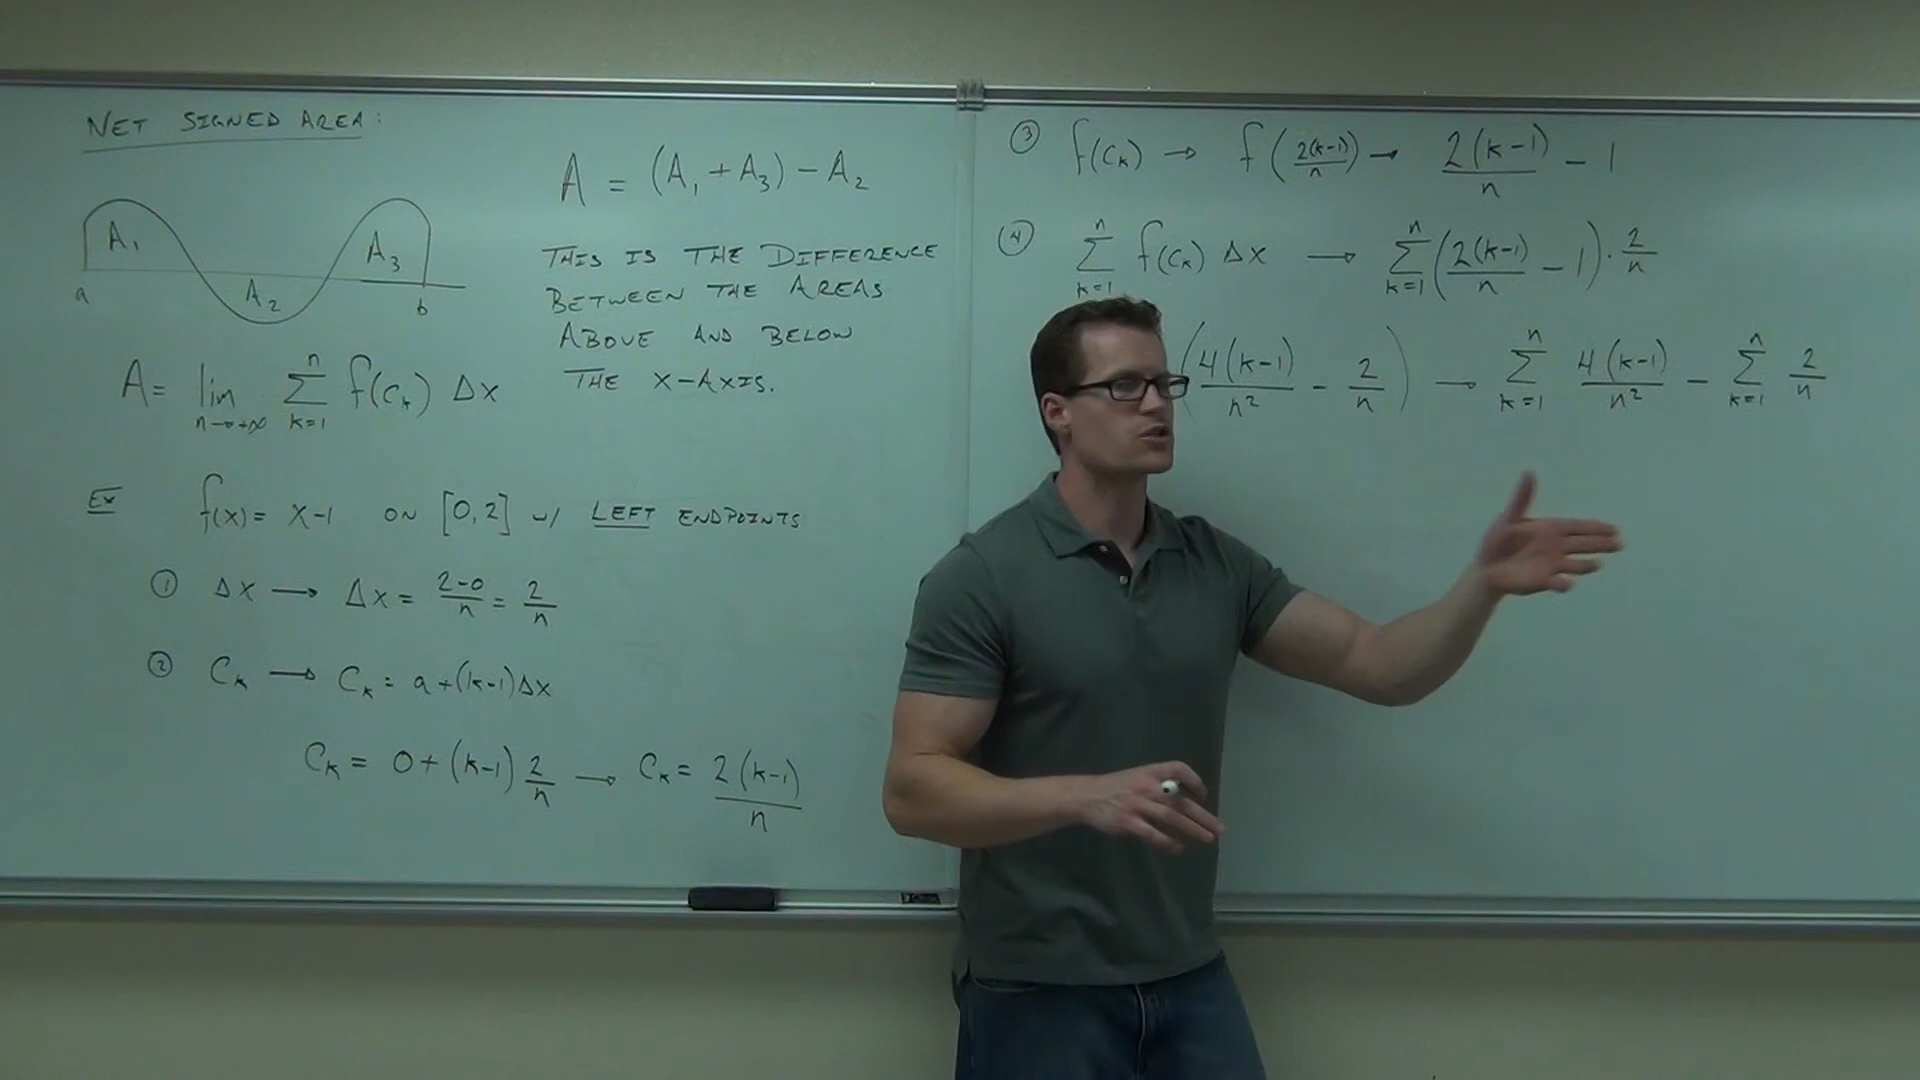 NET SIGNED AREA:
A₁ A₂ A₃
a b
A = (A₁ + A₃) - A₂
THIS IS THE DIFFERENCE
BETWEEN THE AREAS
ABOVE AND BELOW
THE X-AXIS.
A = lim n→+∞ Σ k=1 n f(Cₖ) Δx
EX f(x) = x-1 ON [0,2] w/ LEFT ENDPOINTS
① Δx → Δx = 2-0/n = 2/n
② Cₖ → Cₖ = a+(k-1)Δx
Cₖ = 0+(k-1) 2/n → Cₖ = 2(k-1)/n
③ f(Cₖ) → f(2(k-1)/n) → 2(k-1)/n - 1
④ Σ k=1 n f(Cₖ) Δx → Σ k=1 n (2(k-1)/n - 1) · 2/n
(4(k-1)/n² - 2/n) → Σ k=1 n 4(k-1)/n² - Σ k=1 n 2/n